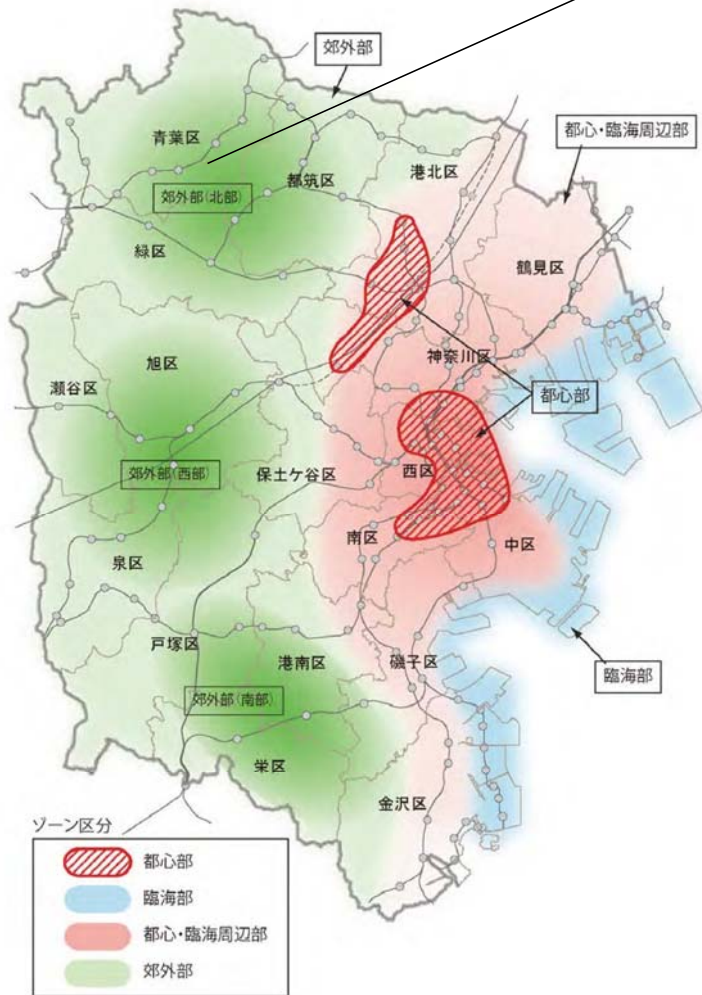 郊外部
都心・臨海周辺部
青葉区
港北区
都筑区
郊外部(北部)
緑区
鶴見区
旭区
神奈川区
瀬谷区
都心部
郊外部(西部)
保土ケ谷区
西区
南区
中区
泉区
戸塚区
港南区
磯子区
臨海部
郊外部(南部)
栄区
金沢区
ゾーン区分
都心部
臨海部
都心・臨海周辺部
郊外部